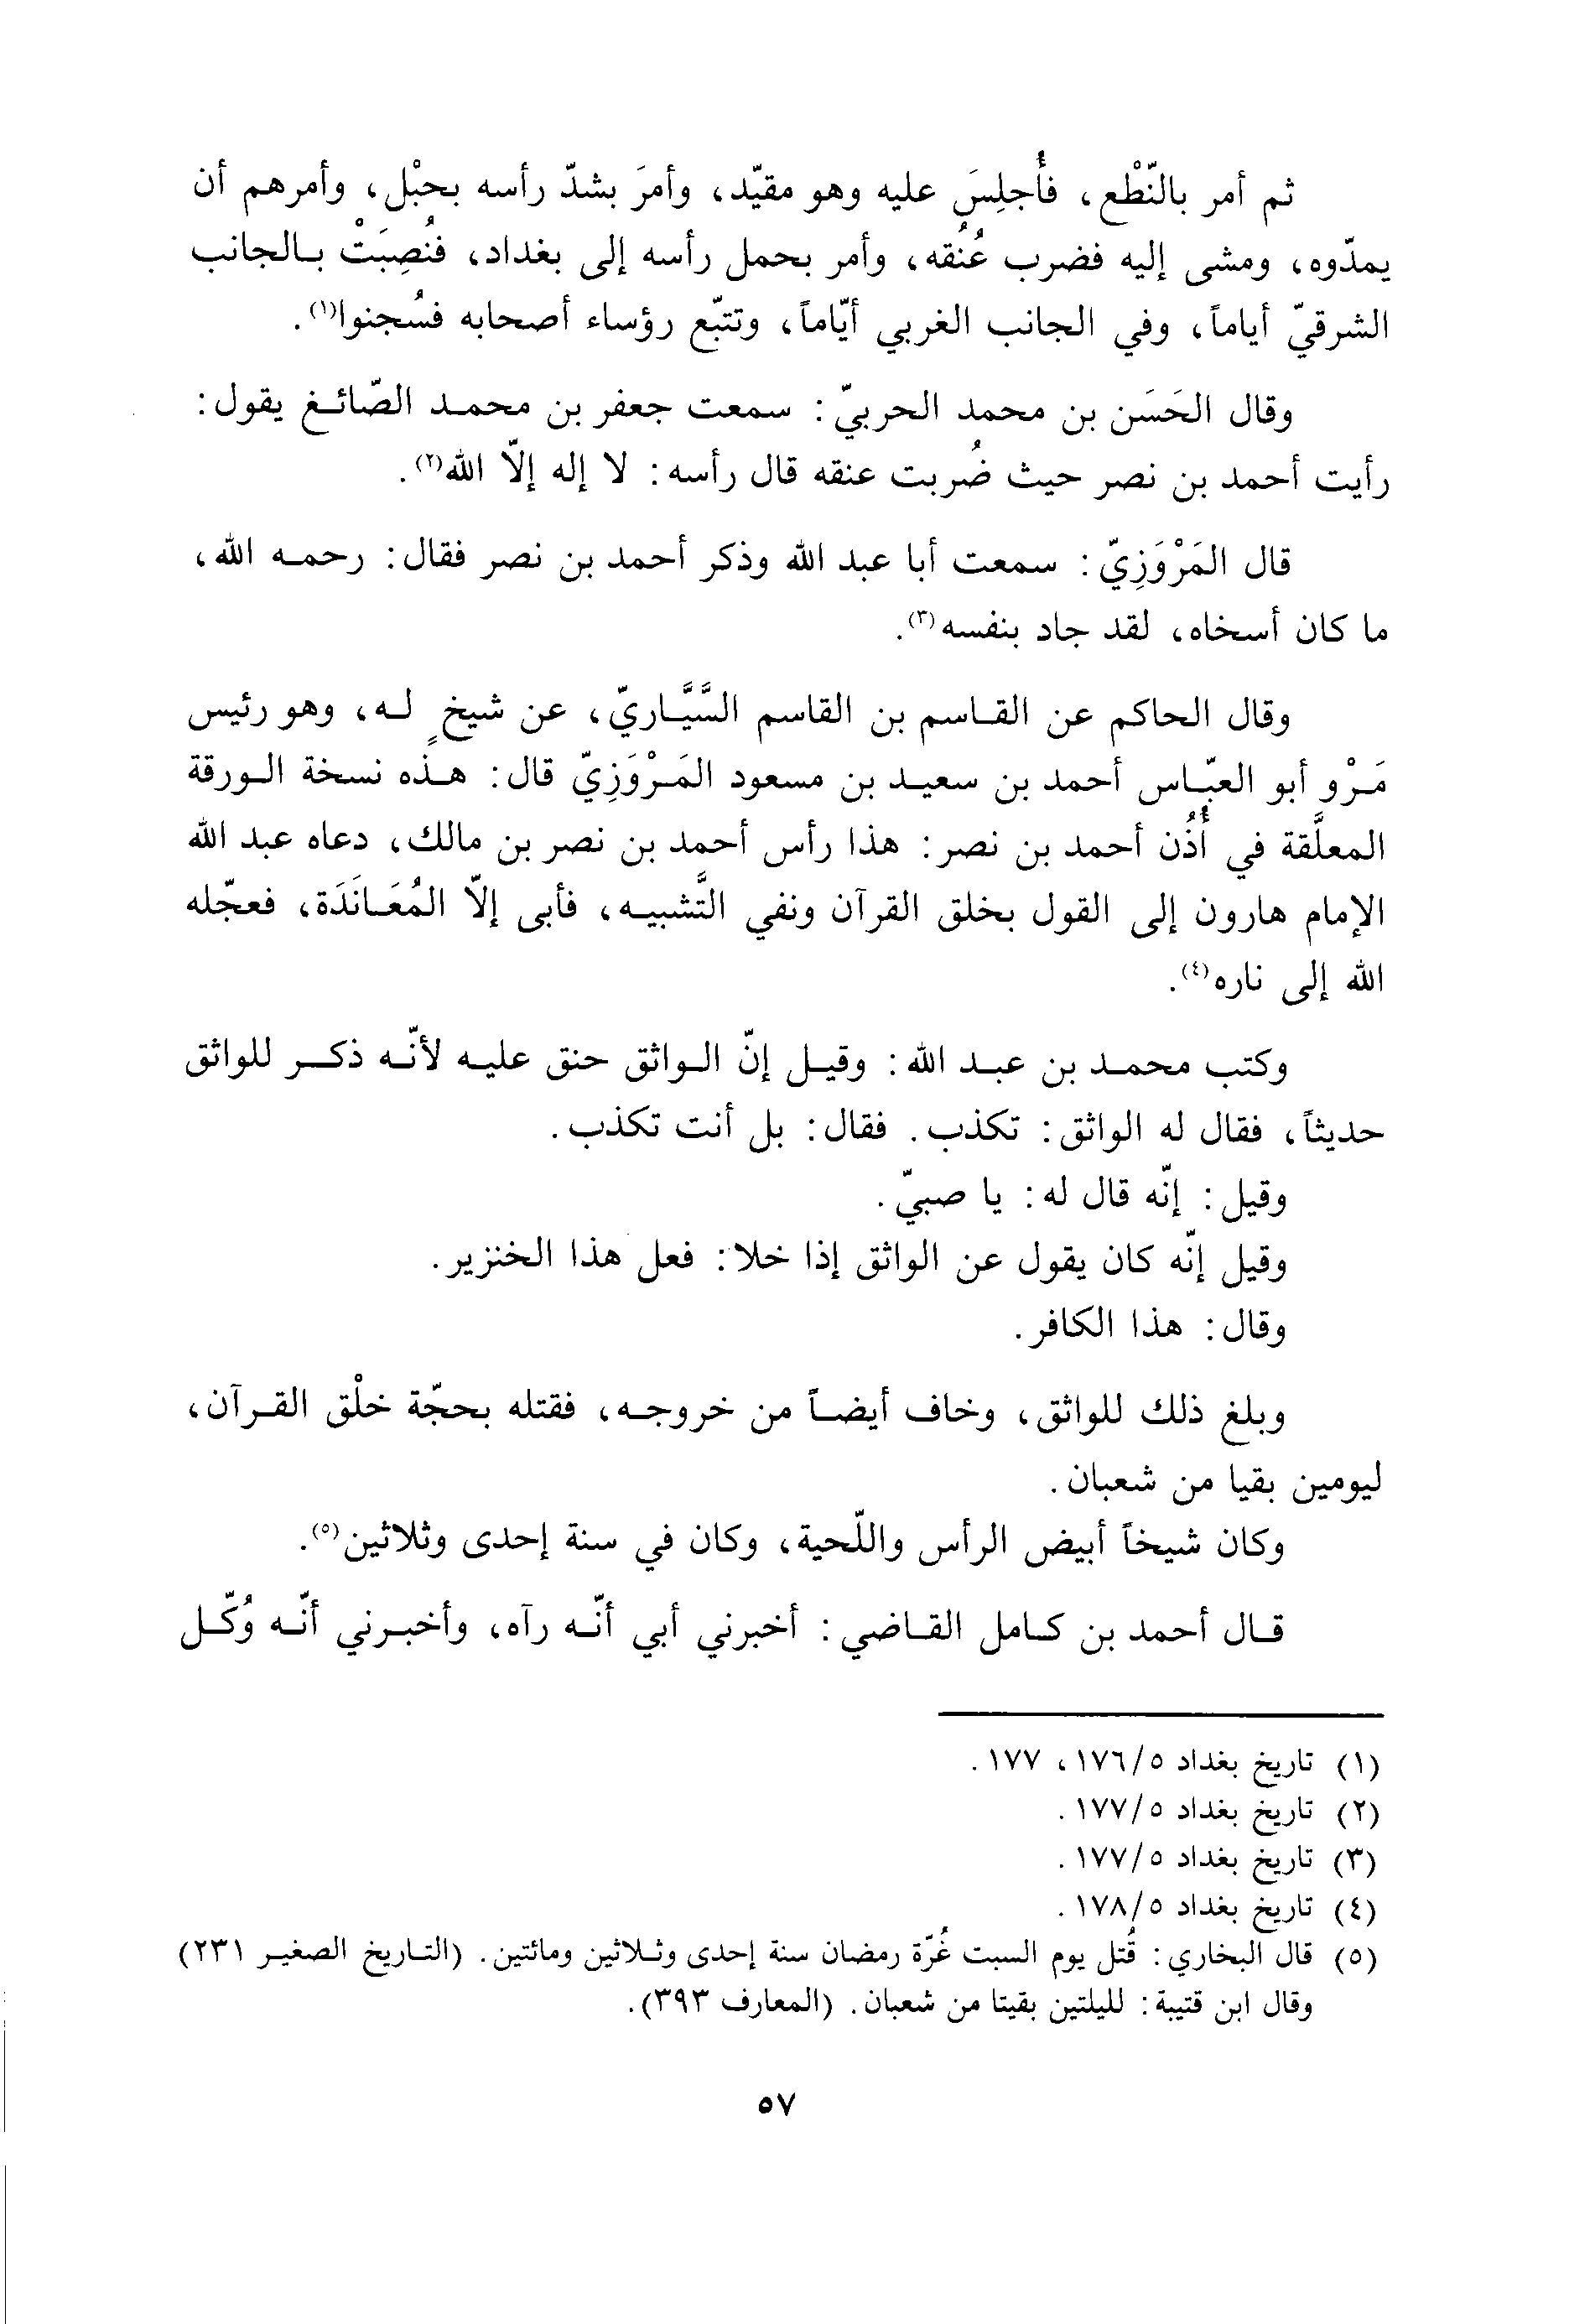 ثم أمر بالنّطْع، فأُجلِسَ عليه وهو مقيّد، وأمرَ بشدّ رأسه بحبْل، وأمرهم أن
يمدّوه، ومشى إليه فضرب عُنُقه، وأمر بحمل رأسه إلى بغداد، فنُصِبَتْ بالجانب
الشرقيّ أياماً، وفي الجانب الغربي أيّاماً، وتتبّع رؤساء أصحابه فسُجنوا(١).
وقال الحَسَن بن محمد الحربيّ: سمعت جعفر بن محمد الصّائغ يقول:
رأيت أحمد بن نصر حيث ضُربت عنقه قال رأسه: لا إله إلاّ الله(٢).
قال المَرْوَزِيّ: سمعت أبا عبد الله وذكر أحمد بن نصر فقال: رحمه الله،
ما كان أسخاه، لقد جاد بنفسه(٣).
وقال الحاكم عن القاسم بن القاسم السَّيَّاريّ، عن شيخٍ له، وهو رئيس
مَرْو أبو العبّاس أحمد بن سعيد بن مسعود المَرْوَزِيّ قال: هذه نسخة الورقة
المعلَّقة في أُذُن أحمد بن نصر: هذا رأس أحمد بن نصر بن مالك، دعاه عبد الله
الإمام هارون إلى القول بخلق القرآن ونفي التَّشبيه، فأبى إلاّ المُعَانَدَة، فعجّله
الله إلى ناره(٤).
وكتب محمد بن عبد الله: وقيل إنّ الواثق حنق عليه لأنّه ذكر للواثق
حديثاً، فقال له الواثق: تكذب. فقال: بل أنت تكذب.
وقيل: إنّه قال له: يا صبيّ.
وقيل إنّه كان يقول عن الواثق إذا خلا: فعل هذا الخنزير.
وقال: هذا الكافر.
وبلغ ذلك للواثق، وخاف أيضاً من خروجه، فقتله بحجّة خلْق القرآن،
ليومين بقيا من شعبان.
وكان شيخاً أبيض الرأس واللّحية، وكان في سنة إحدى وثلاثين(٥).
قال أحمد بن كامل القاضي: أخبرني أبي أنّه رآه، وأخبرني أنّه وُكّل
(١) تاريخ بغداد ٥/١٧٦، ١٧٧.
(٢) تاريخ بغداد ٥/١٧٧.
(٣) تاريخ بغداد ٥/١٧٧.
(٤) تاريخ بغداد ٥/١٧٨.
(٥) قال البخاري: قُتل يوم السبت غُرّة رمضان سنة إحدى وثلاثين ومائتين. (التاريخ الصغير ٢٣١)
وقال ابن قتيبة: لليلتين بقيتا من شعبان. (المعارف ٣٩٣).
٥٧